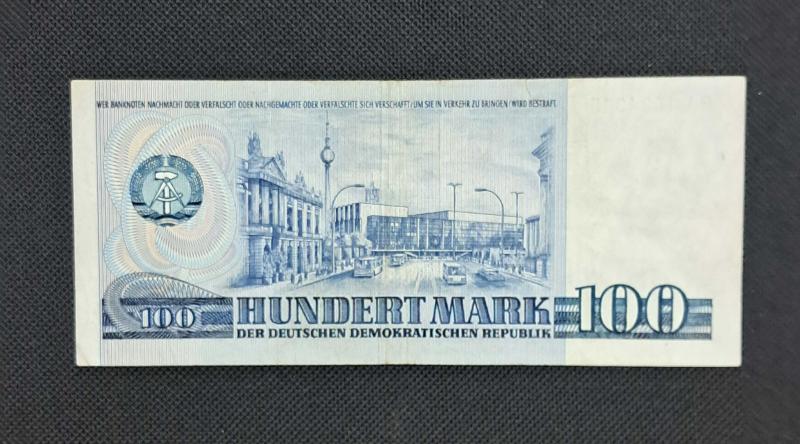 WER BANKNOTEN NACHMACHT ODER VERFÄLSCHT ODER NACHGEMACHTE ODER VERFÄLSCHTE SICH VERSCHAFFT/UM SIE IN VERKEHR ZU BRINGEN/WIRD BESTRAFT.
100 HUNDERT MARK 100
DER DEUTSCHEN DEMOKRATISCHEN REPUBLIK